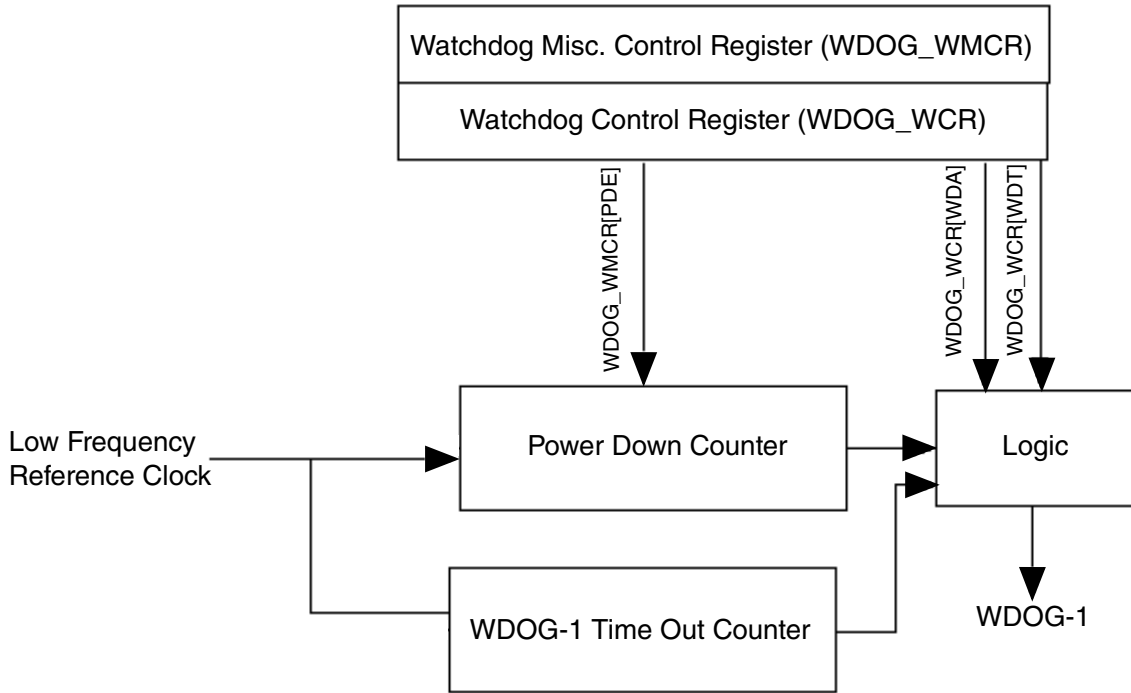 Watchdog Misc. Control Register (WDOG_WMCR)
Watchdog Control Register (WDOG_WCR)
WDOG_WMCR[PDE]
WDOG_WCR[WDA]
WDOG_WCR[WDT]
Low Frequency
Reference Clock
Power Down Counter
Logic
WDOG-1 Time Out Counter
WDOG-1